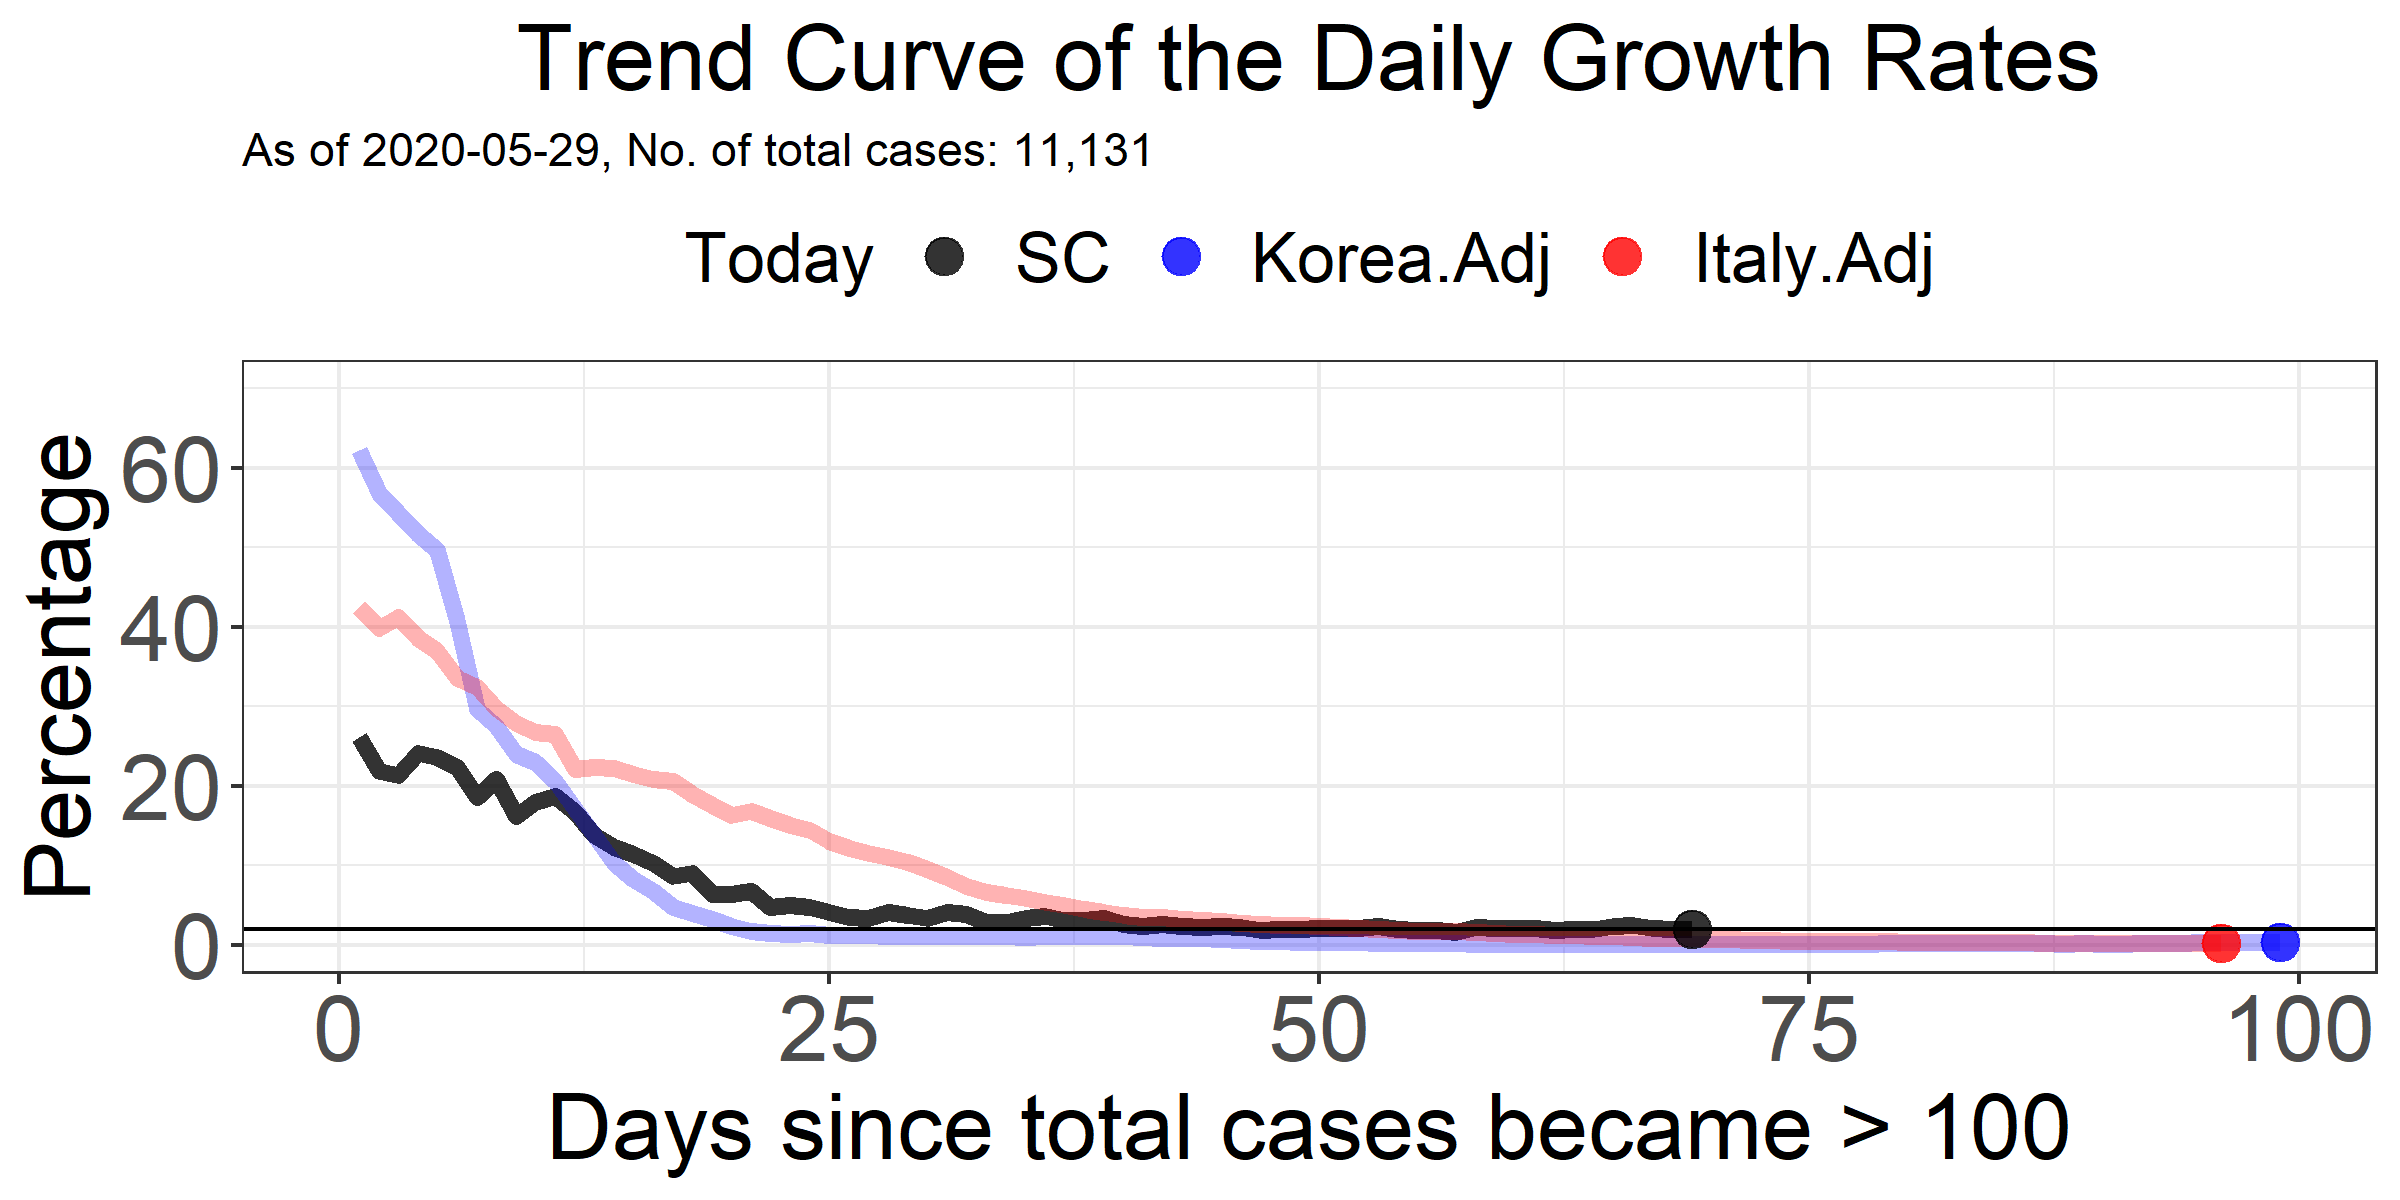 Trend Curve of the Daily Growth Rates
As of 2020-05-29, No. of total cases: 11,131
Today SC Korea.Adj Italy.Adj
Percentage
60
40
20
0
0 25 50 75 100
Days since total cases became > 100